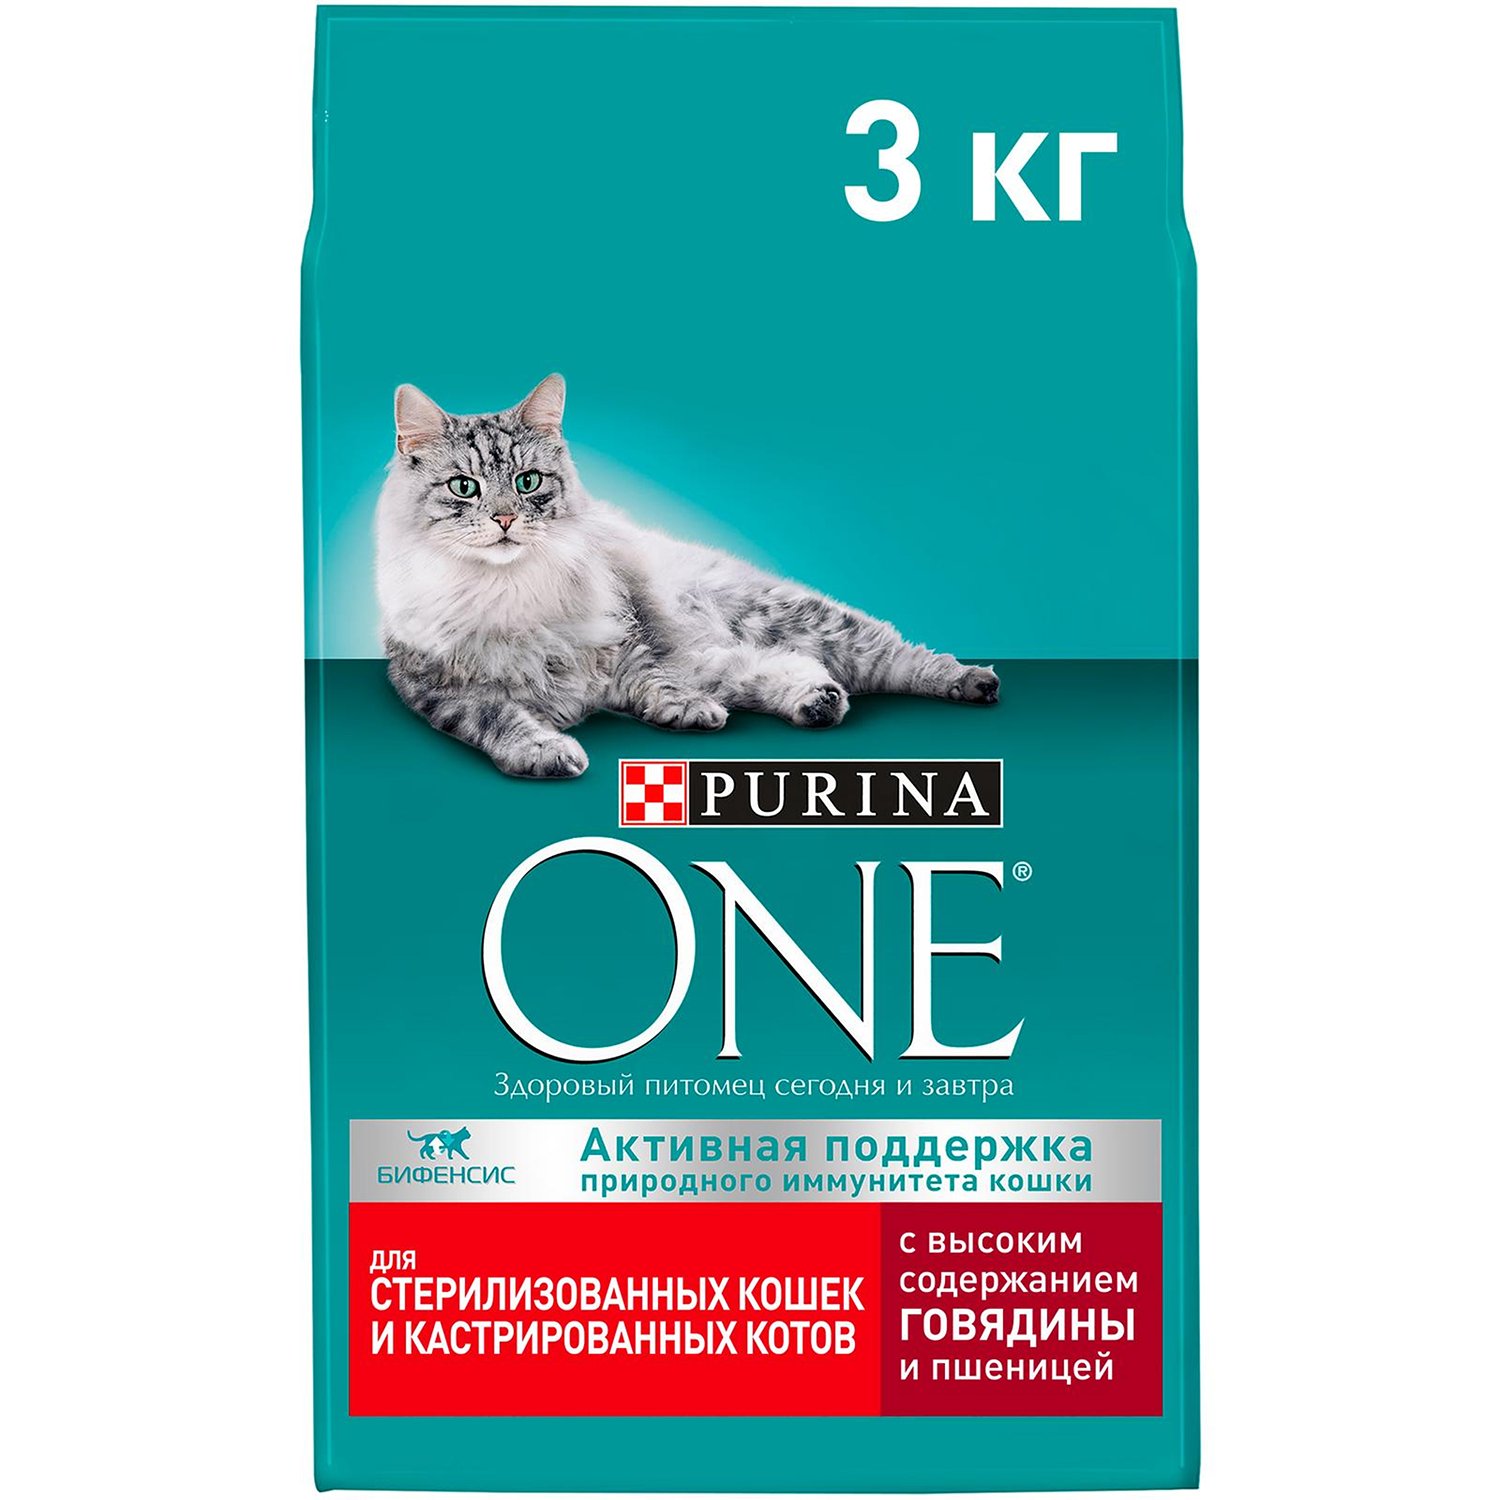 3 кг
PURINA
ONE®
Здоровый питомец сегодня и завтра
БИФЕНСИС
Активная поддержка
природного иммунитета кошки
для
СТЕРИЛИЗОВАННЫХ КОШЕК
И КАСТРИРОВАННЫХ КОТОВ
с высоким
содержанием
ГОВЯДИНЫ
и пшеницей